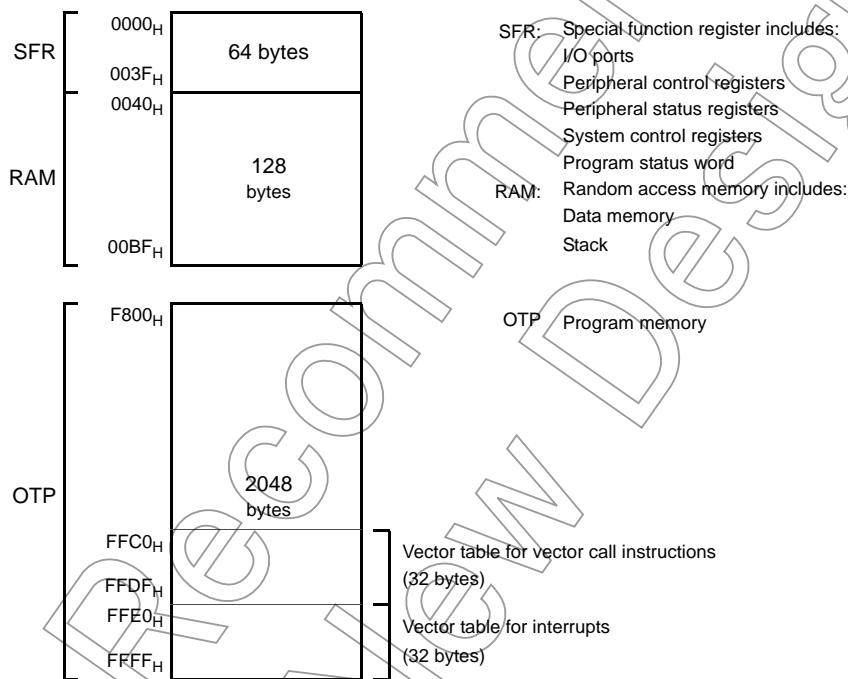 SFR
0000H
64 bytes
003FH
RAM
0040H
128
bytes
00BFH
SFR: Special function register includes:
I/O ports
Peripheral control registers
Peripheral status registers
System control registers
Program status word
RAM: Random access memory includes:
Data memory
Stack
OTP
F800H
2048
bytes
FFC0H
FFDFH
FFE0H
FFFFH
OTP Program memory
Vector table for vector call instructions
(32 bytes)
Vector table for interrupts
(32 bytes)